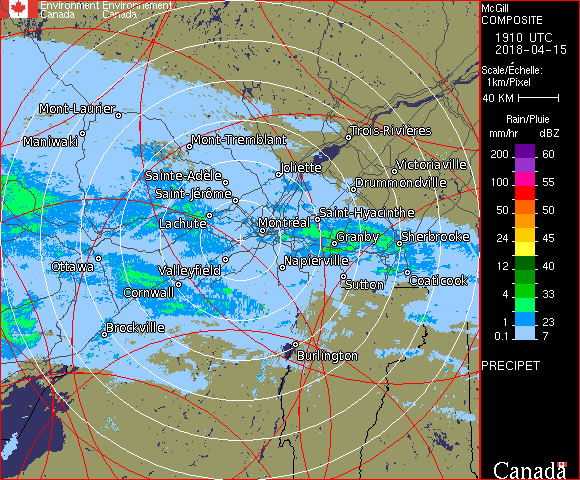 Environment Environnement
Canada Canada
McGill
COMPOSITE
1910 UTC
2018-04-15
Scale/Échelle:
1km/Pixel
40 KM
Rain/Pluie
mm/hr dBZ
200 60
100 55
50 50
24 45
12 40
4 33
1 23
0.1 7
PRECIPET
Mont-Laurier
Maniwaki
Mont-Tremblant
Trois-Rivières
Joliette
Victoriaville
Sainte-Adèle
Drummondville
Saint-Jérôme
Lachute
Saint-Hyacinthe
Montréal
Granby
Sherbrooke
Ottawa
Valleyfield
Napierville
Cornwall
Sutton
Coaticook
Brockville
Burlington
Canada